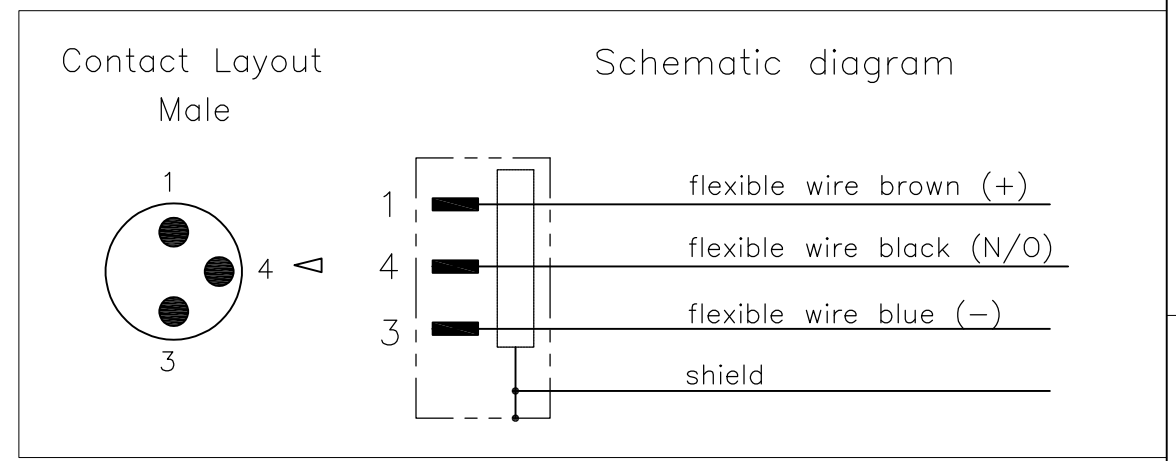 Contact Layout
Male
1
4
3
Schematic diagram
1
flexible wire brown (+)
4
flexible wire black (N/O)
3
flexible wire blue (−)
shield